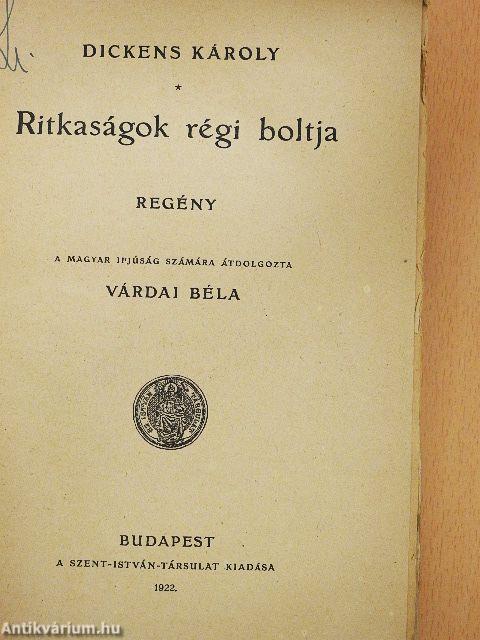 DICKENS KÁROLY
*
Ritkaságok régi boltja
REGÉNY
A MAGYAR IFJÚSÁG SZÁMÁRA ÁTDOLGOZTA
VÁRDAI BÉLA
BUDAPEST
A SZENT-ISTVÁN-TÁRSULAT KIADÁSA
1922.
Antikvárium.hu